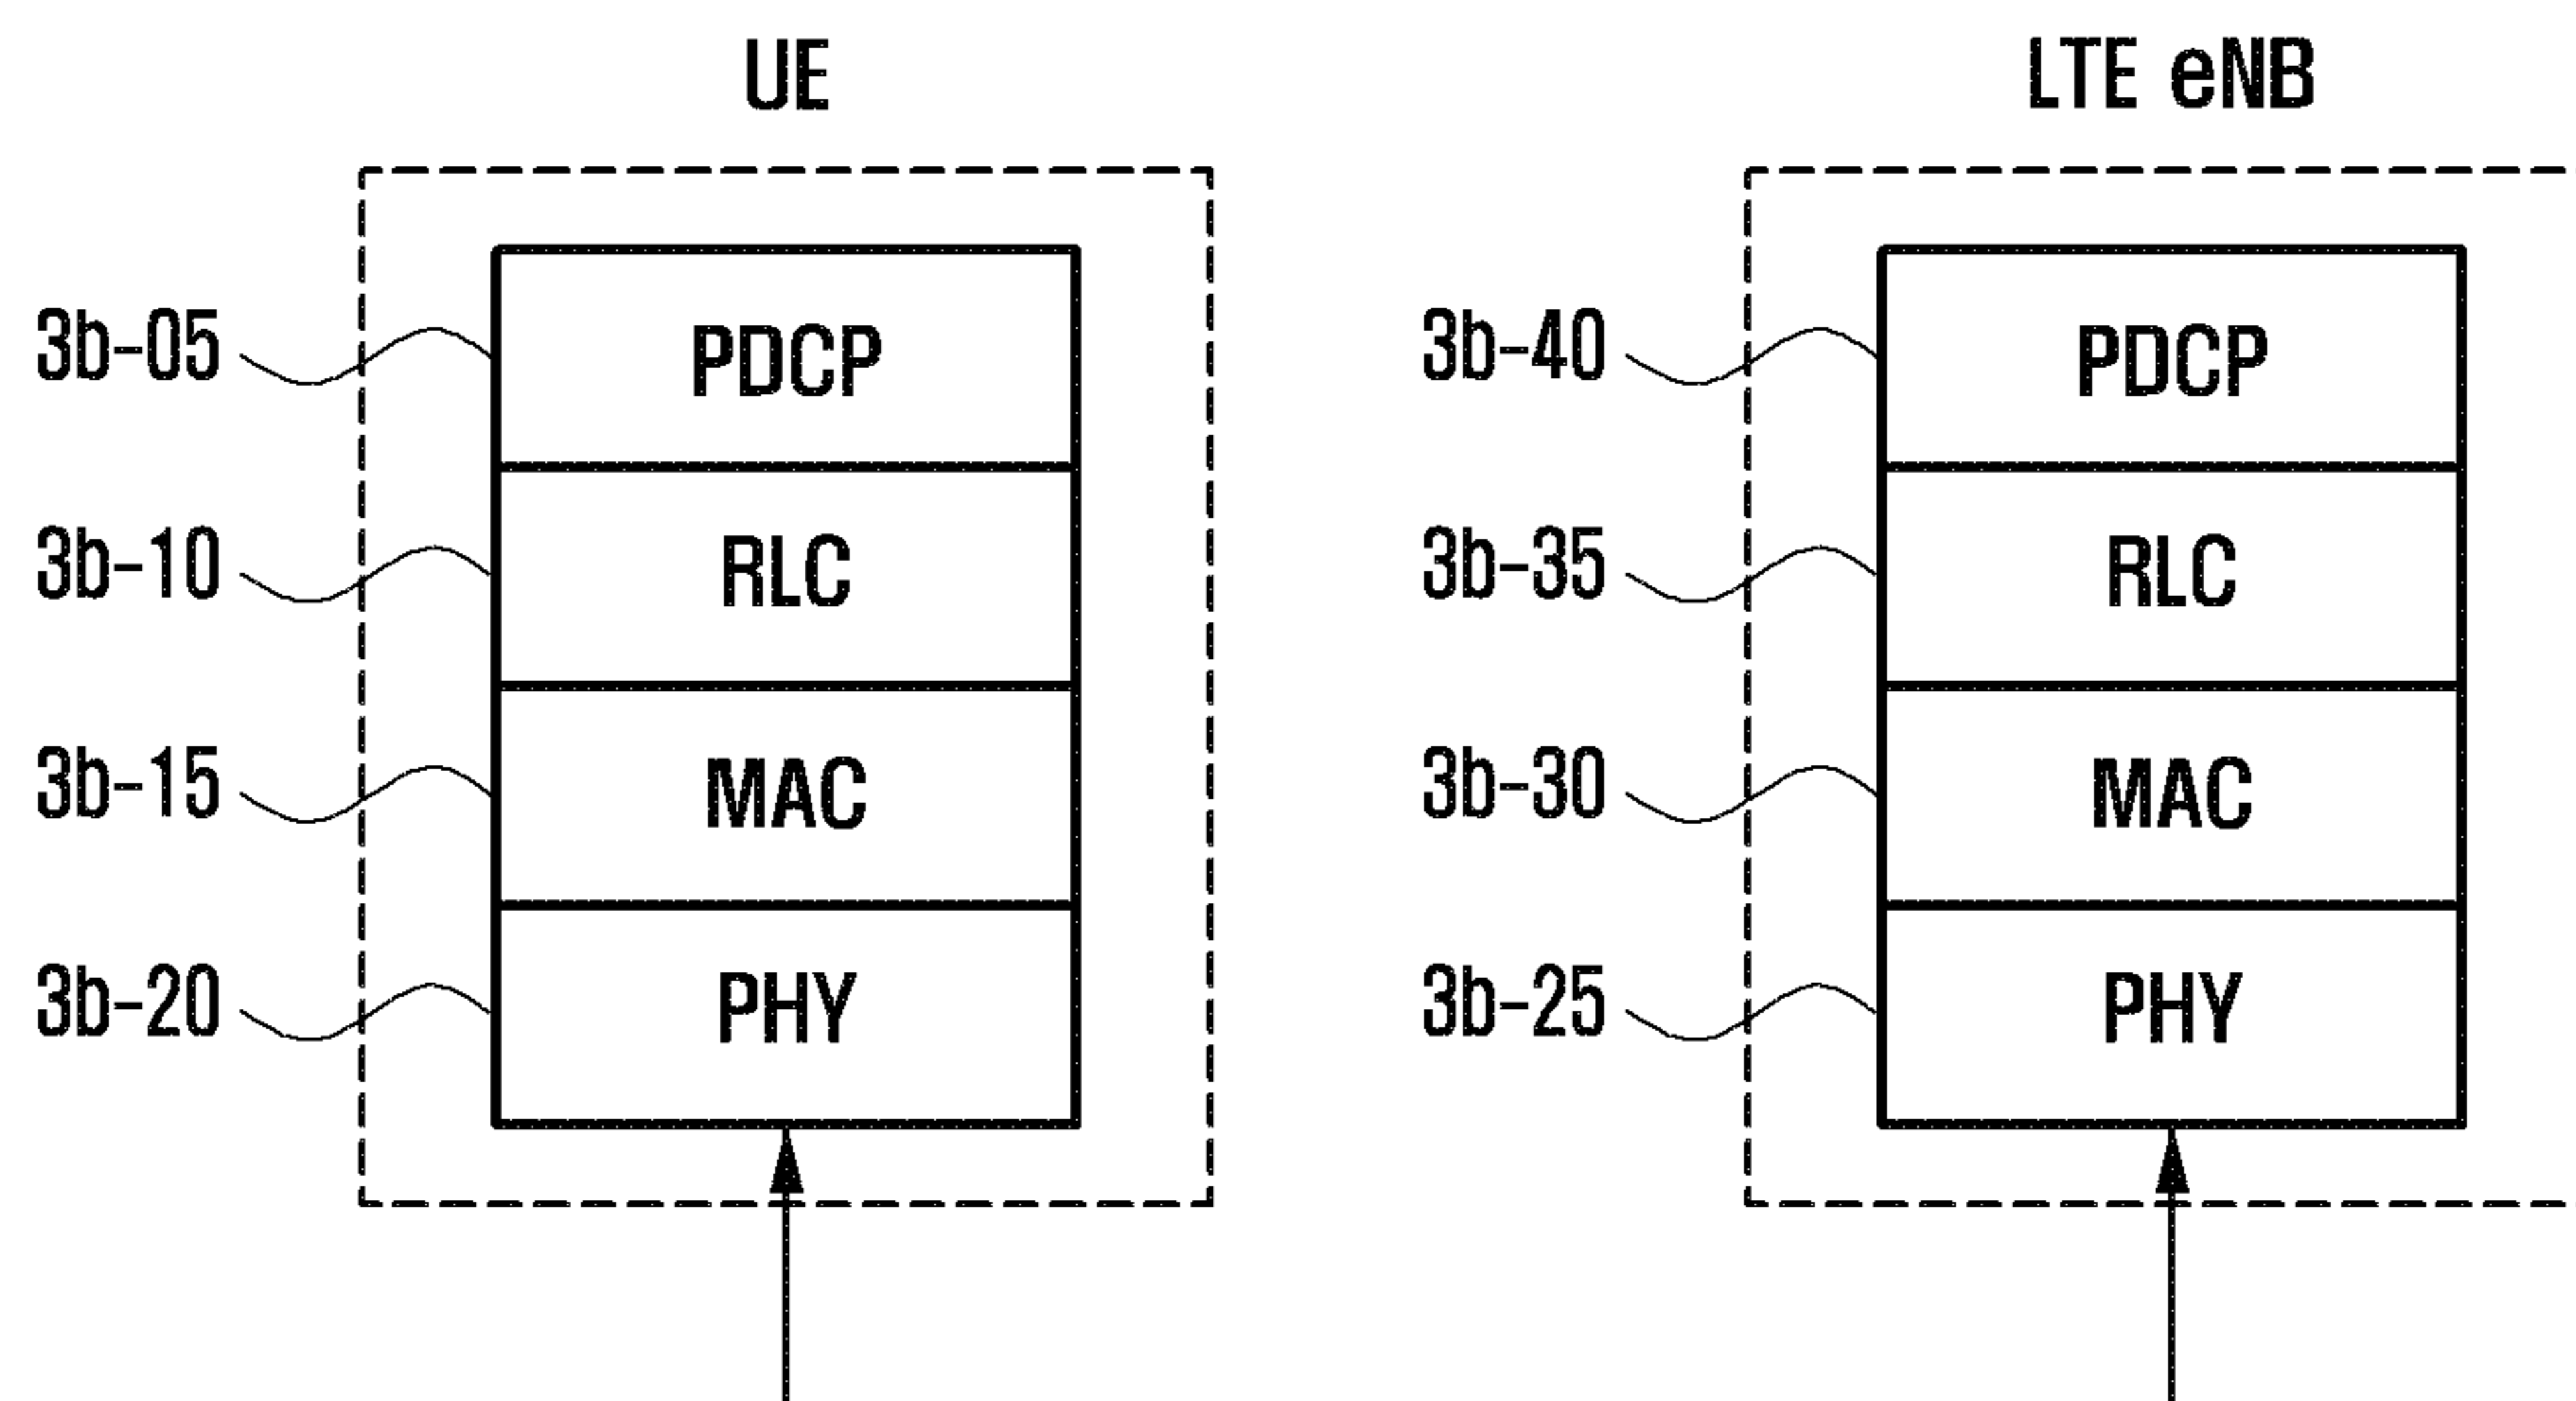 UE
LTE eNB
3b-05
PDCP
3b-40
PDCP
3b-10
RLC
3b-35
RLC
3b-15
MAC
3b-30
MAC
3b-20
PHY
3b-25
PHY